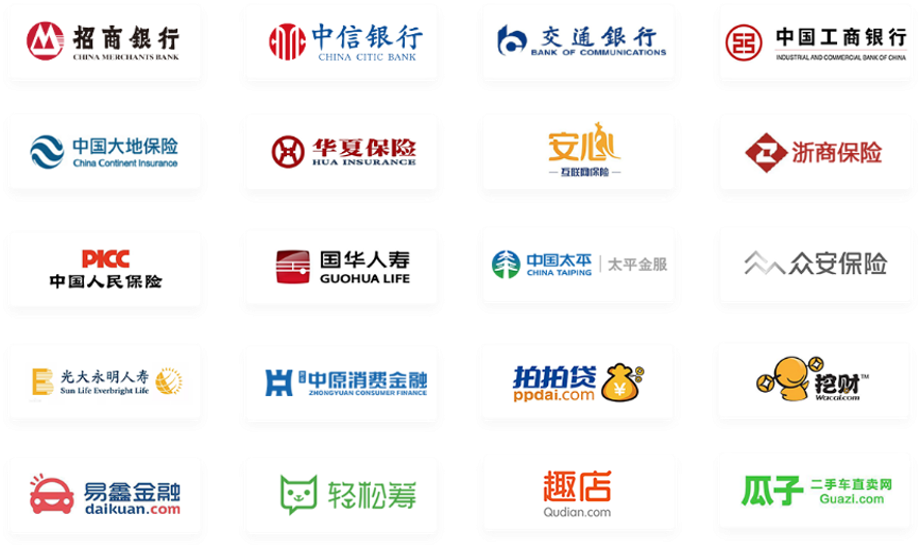 招商銀行
CHINA MERCHANTS BANK
中信银行
CHINA CITIC BANK
交通銀行
BANK OF COMMUNICATIONS
中国工商银行
INDUSTRIAL AND COMMERCIAL BANK OF CHINA
中国大地保险
China Continent Insurance
华夏保险
HUA INSURANCE
安心
互联网保险
浙商保险
PICC
中国人民保险
国华人寿
GUOHUA LIFE
中国太平
CHINA TAIPING
太平金服
众安保险
光大永明人寿
Sun Life Everbright Life
中原消费金融
ZHONGYUAN CONSUMER FINANCE
拍拍贷
ppdai.com
挖财™
Wacai.com
易鑫金融
daikuan.com
轻松筹
趣店
Qudian.com
瓜子
二手车直卖网
Guazi.com